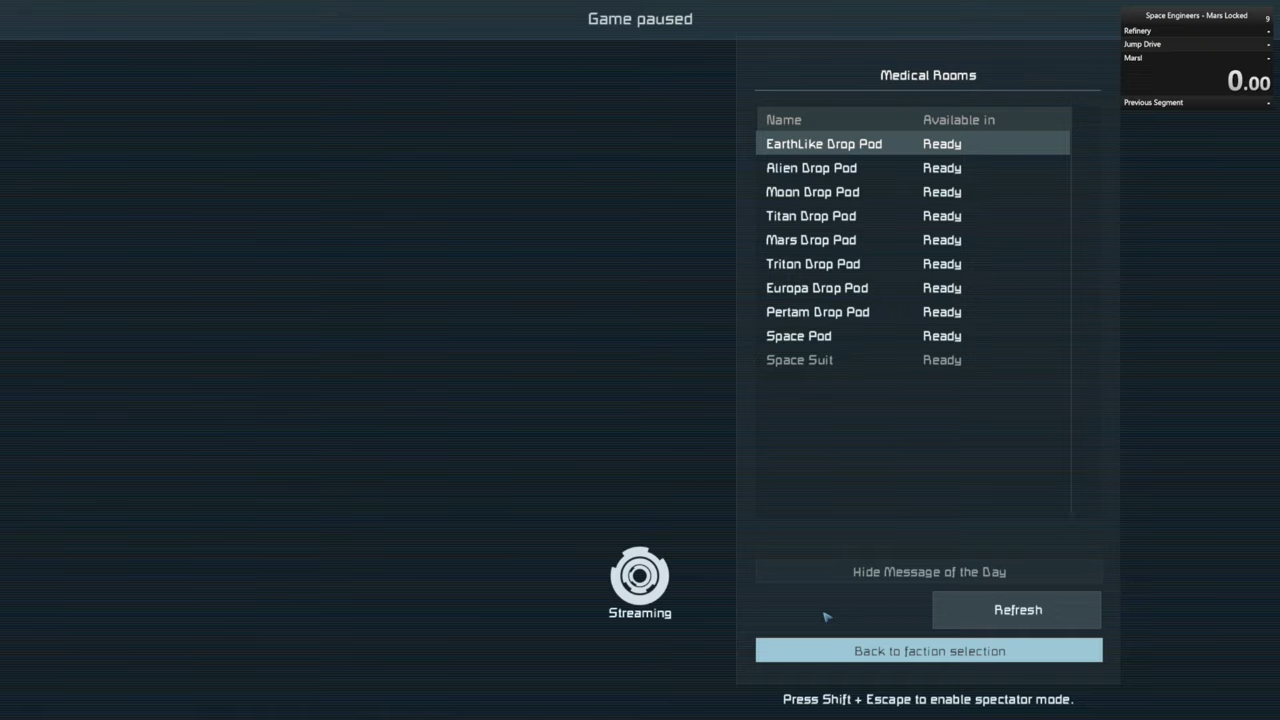 Game paused
Space Engineers - Mars Locked 9
Refinery -
Jump Drive -
Mars! -
0.00
Previous Segment -
Medical Rooms
Name Available in
EarthLike Drop Pod Ready
Alien Drop Pod Ready
Moon Drop Pod Ready
Titan Drop Pod Ready
Mars Drop Pod Ready
Triton Drop Pod Ready
Europa Drop Pod Ready
Pertam Drop Pod Ready
Space Pod Ready
Space Suit Ready
Streaming
Hide Message of the Day
Refresh
Back to faction selection
Press Shift + Escape to enable spectator mode.